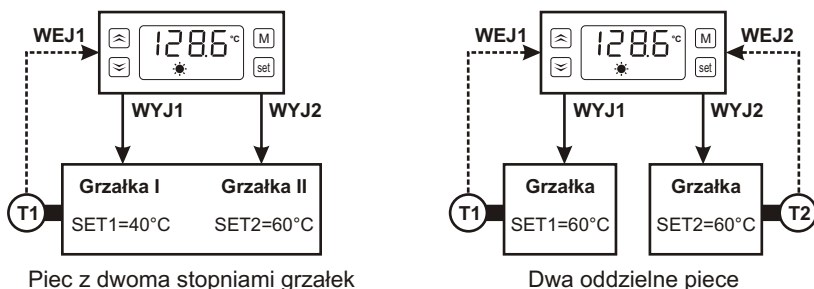 WEJ1
128.6 °C
M
set
WYJ1
WYJ2
Grzałka I
Grzałka II
T1
SET1=40°C
SET2=60°C
Piec z dwoma stopniami grzałek
WEJ1
128.6 °C
M
set
WEJ2
WYJ1
WYJ2
Grzałka
Grzałka
T1
SET1=60°C
SET2=60°C
T2
Dwa oddzielne piece